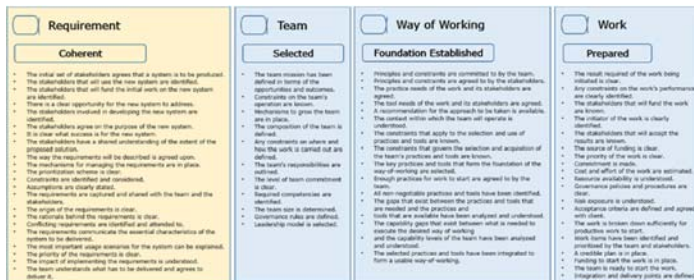 Requirement
Coherent
The initial set of stakeholders agrees that a system is to be produced.
The stakeholders that will use the new system are identified.
The stakeholders that will fund the initial work on the new system
are identified.
There is a clear opportunity for the new system to address.
The stakeholders involved in developing the new system are
identified.
The stakeholders agree on the purpose of the new system.
It is clear what success is for the new system.
The stakeholders have a shared understanding of the extent of the
proposed solution.
The way the requirements will be described is agreed upon.
The mechanisms for managing the requirements are in place.
The prioritization scheme is clear.
Constraints are identified and considered.
Assumptions are clearly stated.
The requirements are captured and shared with the team and the
stakeholders.
The origin of the requirements is clear.
The rationale behind the requirements is clear.
Conflicting requirements are identified and attended to.
The requirements communicate the essential characteristics of the
system to be delivered.
The most important usage scenarios for the system can be explained.
The priority of the requirements is clear.
The impact of implementing the requirements is understood.
The team understands what has to be delivered and agrees to
deliver it.
Team
Selected
The team mission has been
defined in terms of the
opportunities and outcomes.
Constraints on the team's
operation are known.
Mechanisms to grow the team
are in place.
The composition of the team is
defined.
Any constraints on where and
how the work is carried out are
defined.
The team's responsibilities are
outlined.
The level of team commitment
is clear.
Required competencies are
identified.
The team size is determined.
Governance rules are defined.
Leadership model is selected.
Way of Working
Foundation Established
Principles and constraints are committed to by the team.
Principles and constraints are agreed to by the stakeholders.
The practice needs of the work and its stakeholders are
agreed.
The tool needs of the work and its stakeholders are agreed.
A recommendation for the approach to be taken is available.
The context within which the team will operate is
understood.
The constraints that apply to the selection and use of
practices and tools are known.
The constraints that govern the selection and acquisition of
the team's practices and tools are known.
The key practices and tools that form the foundation of the
way-of-working are selected.
Enough practices for work to start are agreed to by the
team.
All non-negotiable practices and tools have been identified.
The gaps that exist between the practices and tools that
are needed and the practices and
tools that are available have been analyzed and understood.
The capability gaps that exist between what is needed to
execute the desired way of working
and the capability levels of the team have been analyzed
and understood.
The selected practices and tools have been integrated to
form a usable way-of-working.
Work
Prepared
The result required of the work being
initiated is clear.
Any constraints on the work's performance
are clearly identified.
The stakeholders that will fund the work
are known.
The initiator of the work is clearly
identified.
The stakeholders that will accept the
results are known.
The source of funding is clear.
The priority of the work is clear.
Commitment is made.
Cost and effort of the work are estimated.
Resource availability is understood.
Governance policies and procedures are
clear.
Risk exposure is understood.
Acceptance criteria are defined and agreed
with client.
The work is broken down sufficiently for
productive work to start.
Work items have been identified and
prioritized by the team and stakeholders.
A credible plan is in place.
Funding to start the work is in place.
The team is ready to start the work.
Integration and delivery points are defined.